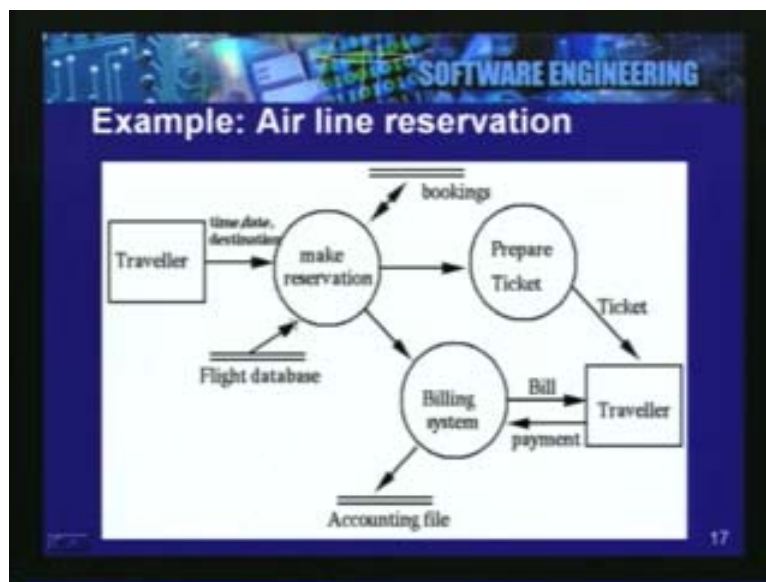 SOFTWARE ENGINEERING
Example: Air line reservation
bookings
time,date,
destination
Traveller
make
reservation
Prepare
Ticket
Ticket
Flight database
Billing
system
Bill
payment
Traveller
Accounting file
17